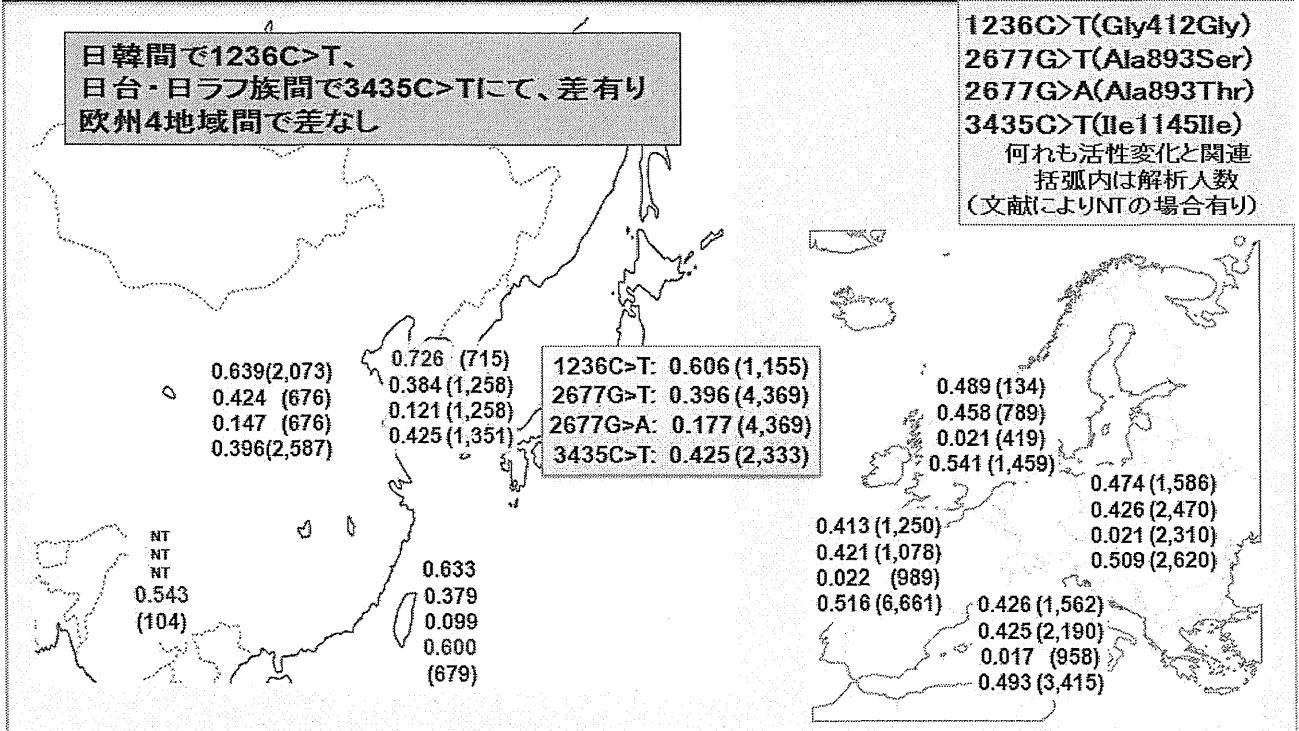 日韓間で1236C>T、
日台・日ラフ族間で3435C>Tにて、差有り
欧州4地域間で差なし
1236C>T(Gly412Gly)
2677G>T(Ala893Ser)
2677G>A(Ala893Thr)
3435C>T(Ile1145Ile)
何れも活性変化と関連
括弧内は解析人数
(文献によりNTの場合有り)
0.639(2,073)
0.424 (676)
0.147 (676)
0.396(2,587)
0.726 (715)
0.384 (1,258)
0.121 (1,258)
0.425 (1,351)
1236C>T: 0.606 (1,155)
2677G>T: 0.396 (4,369)
2677G>A: 0.177 (4,369)
3435C>T: 0.425 (2,333)
NT
NT
NT
0.543
(104)
0.633
0.379
0.099
0.600
(679)
0.489 (134)
0.458 (789)
0.021 (419)
0.541 (1,459)
0.474 (1,586)
0.426 (2,470)
0.021 (2,310)
0.509 (2,620)
0.413 (1,250)
0.421 (1,078)
0.022 (989)
0.516 (6,661)
0.426 (1,562)
0.425 (2,190)
0.017 (958)
0.493 (3,415)